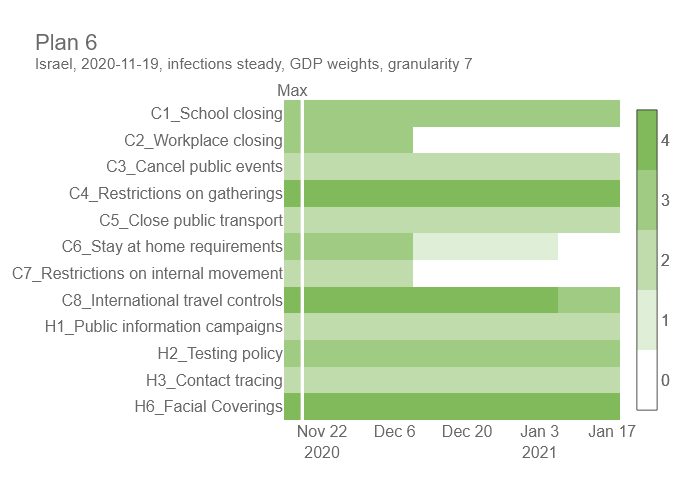 Plan 6
Israel, 2020-11-19, infections steady, GDP weights, granularity 7
Max
C1_School closing
C2_Workplace closing
C3_Cancel public events
C4_Restrictions on gatherings
C5_Close public transport
C6_Stay at home requirements
C7_Restrictions on internal movement
C8_International travel controls
H1_Public information campaigns
H2_Testing policy
H3_Contact tracing
H6_Facial Coverings
4
3
2
1
0
Nov 22 Dec 6 Dec 20 Jan 3 Jan 17
2020 2021